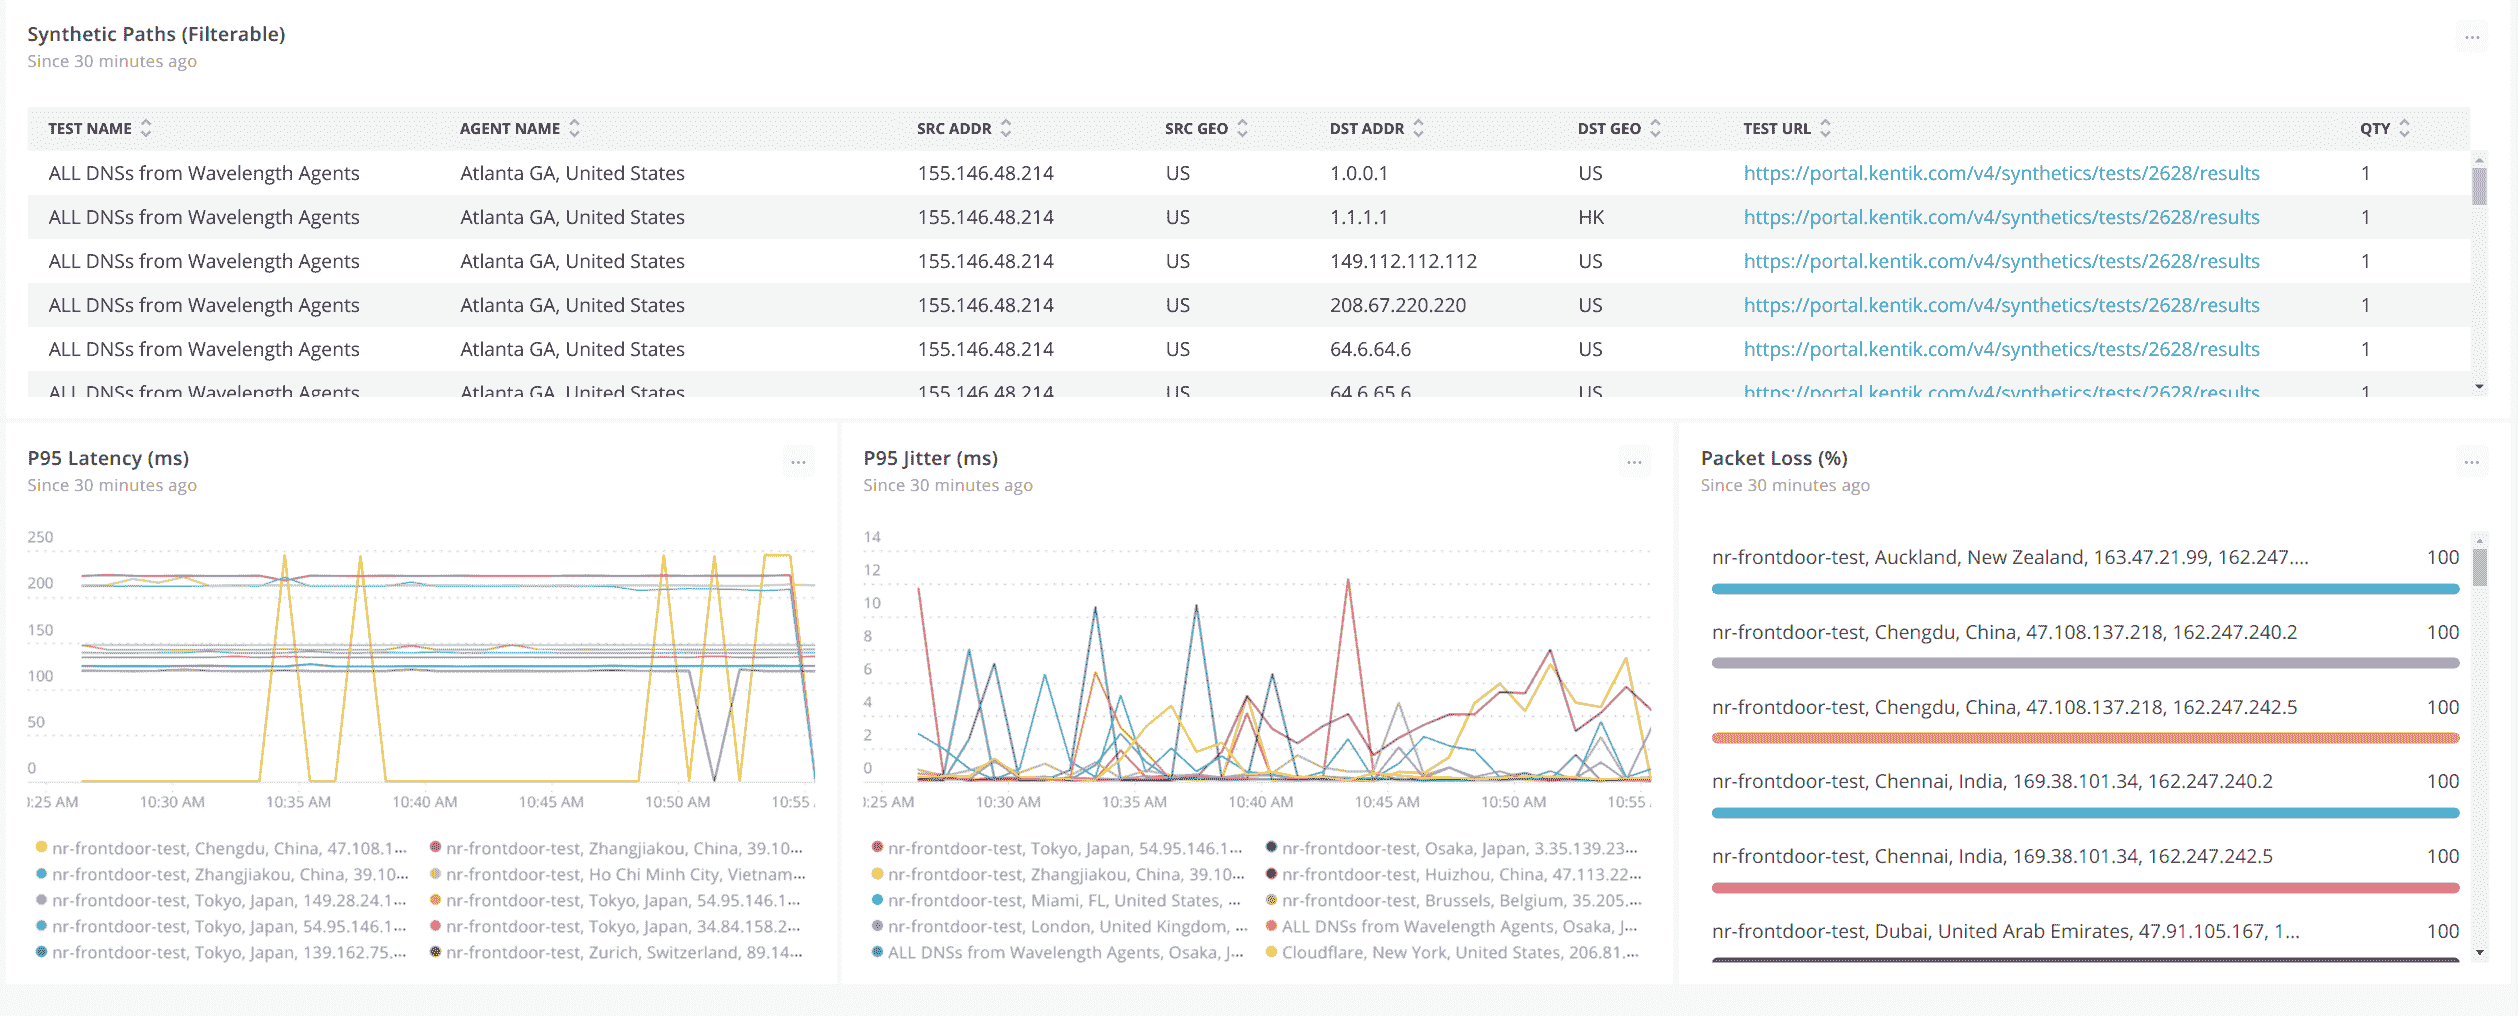 Synthetic Paths (Filterable)
Since 30 minutes ago
...
TEST NAME AGENT NAME SRC ADDR SRC GEO DST ADDR DST GEO TEST URL QTY
ALL DNSs from Wavelength Agents Atlanta GA, United States 155.146.48.214 US 1.0.0.1 US https://portal.kentik.com/v4/synthetics/tests/2628/results 1
ALL DNSs from Wavelength Agents Atlanta GA, United States 155.146.48.214 US 1.1.1.1 HK https://portal.kentik.com/v4/synthetics/tests/2628/results 1
ALL DNSs from Wavelength Agents Atlanta GA, United States 155.146.48.214 US 149.112.112.112 US https://portal.kentik.com/v4/synthetics/tests/2628/results 1
ALL DNSs from Wavelength Agents Atlanta GA, United States 155.146.48.214 US 208.67.220.220 US https://portal.kentik.com/v4/synthetics/tests/2628/results 1
ALL DNSs from Wavelength Agents Atlanta GA, United States 155.146.48.214 US 64.6.64.6 US https://portal.kentik.com/v4/synthetics/tests/2628/results 1
ALL DNSs from Wavelength Agents Atlanta GA, United States 155.146.48.214 US 64.6.65.6 US https://portal.kentik.com/v4/synthetics/tests/2628/results 1
P95 Latency (ms)
Since 30 minutes ago
...
250
200
150
100
50
0
):25 AM 10:30 AM 10:35 AM 10:40 AM 10:45 AM 10:50 AM 10:55
nr-frontdoor-test, Chengdu, China, 47.108.1... nr-frontdoor-test, Zhangjiakou, China, 39.10...
nr-frontdoor-test, Zhangjiakou, China, 39.10... nr-frontdoor-test, Ho Chi Minh City, Vietnam...
nr-frontdoor-test, Tokyo, Japan, 149.28.24.1... nr-frontdoor-test, Tokyo, Japan, 54.95.146.1...
nr-frontdoor-test, Tokyo, Japan, 54.95.146.1... nr-frontdoor-test, Tokyo, Japan, 34.84.158.2...
nr-frontdoor-test, Tokyo, Japan, 139.162.75.... nr-frontdoor-test, Zurich, Switzerland, 89.14...
P95 Jitter (ms)
Since 30 minutes ago
...
14
12
10
8
6
4
2
0
):25 AM 10:30 AM 10:35 AM 10:40 AM 10:45 AM 10:50 AM 10:55
nr-frontdoor-test, Tokyo, Japan, 54.95.146.1... nr-frontdoor-test, Osaka, Japan, 3.35.139.23...
nr-frontdoor-test, Zhangjiakou, China, 39.10... nr-frontdoor-test, Huizhou, China, 47.113.22...
nr-frontdoor-test, Miami, FL, United States, ... nr-frontdoor-test, Brussels, Belgium, 35.205....
nr-frontdoor-test, London, United Kingdom, ... ALL DNSs from Wavelength Agents, Osaka, J...
ALL DNSs from Wavelength Agents, Osaka, J... Cloudflare, New York, United States, 206.81....
Packet Loss (%)
Since 30 minutes ago
...
nr-frontdoor-test, Auckland, New Zealand, 163.47.21.99, 162.247.... 100
nr-frontdoor-test, Chengdu, China, 47.108.137.218, 162.247.240.2 100
nr-frontdoor-test, Chengdu, China, 47.108.137.218, 162.247.242.5 100
nr-frontdoor-test, Chennai, India, 169.38.101.34, 162.247.240.2 100
nr-frontdoor-test, Chennai, India, 169.38.101.34, 162.247.242.5 100
nr-frontdoor-test, Dubai, United Arab Emirates, 47.91.105.167, 1... 100